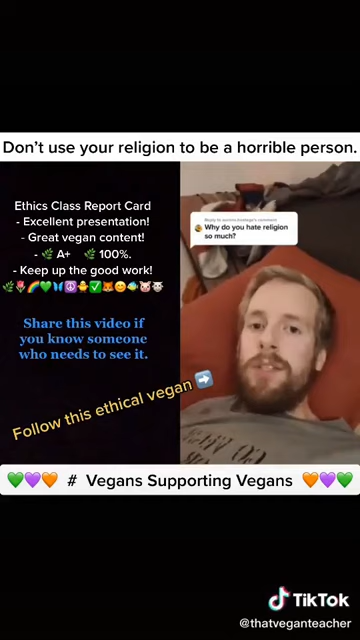 Don't use your religion to be a horrible person.
Ethics Class Report Card
- Excellent presentation!
- Great vegan content!
- 🌿 A+ 🌿 100%.
- Keep up the good work!
🌿🌷🌈💚🦋☮️🐥✅🦊😊🐠🐷🐮
Share this video if
you know someone
who needs to see it.
Follow this ethical vegan ➡️
Why do you hate religion
so much?
💚💜🧡 # Vegans Supporting Vegans 🧡💜💚
TikTok
@thatveganteacher